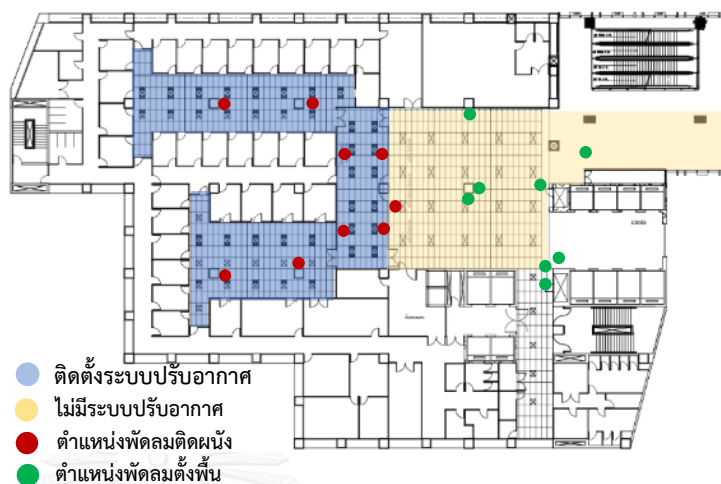 ติดตั้งระบบปรับอากาศ
ไม่มีระบบปรับอากาศ
ตำแหน่งพัดลมติดผนัง
ตำแหน่งพัดลมตั้งพื้น